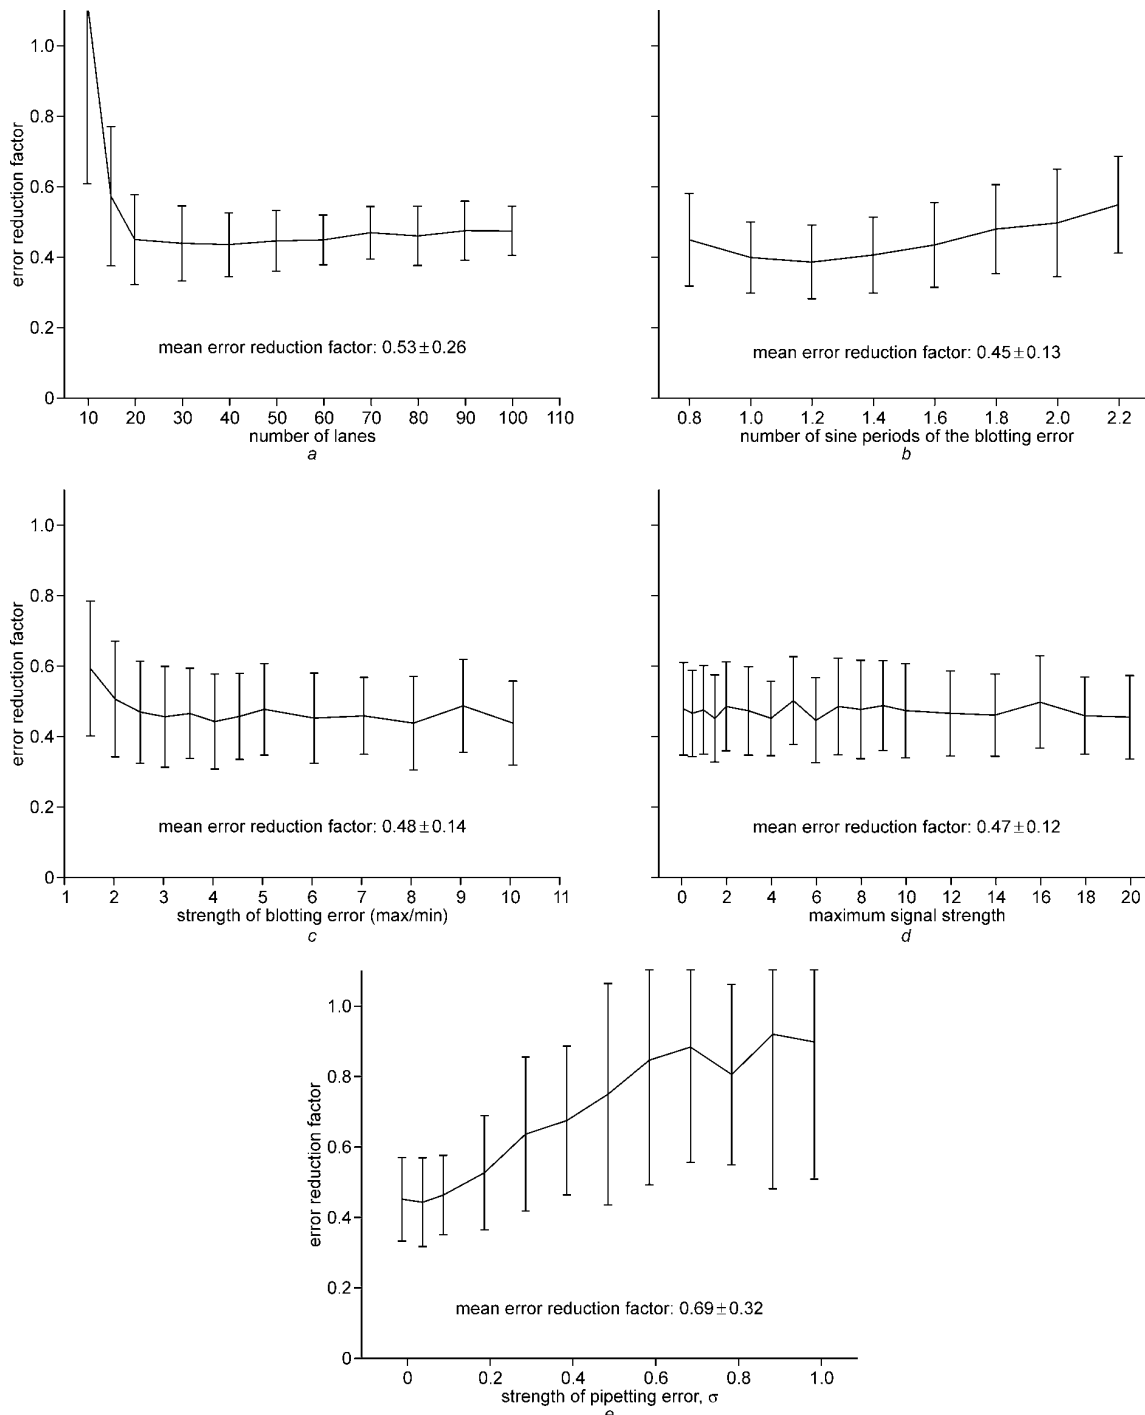 1.0
0.8
0.6
0.4
0.2
0
error reduction factor
mean error reduction factor: 0.53±0.26
10 20 30 40 50 60 70 80 90 100 110
number of lanes
a
mean error reduction factor: 0.45±0.13
0.8 1.0 1.2 1.4 1.6 1.8 2.0 2.2
number of sine periods of the blotting error
b
1.0
0.8
0.6
0.4
0.2
0
error reduction factor
mean error reduction factor: 0.48±0.14
1 2 3 4 5 6 7 8 9 10 11
strength of blotting error (max/min)
c
mean error reduction factor: 0.47±0.12
0 2 4 6 8 10 12 14 16 18 20
maximum signal strength
d
1.0
0.8
0.6
0.4
0.2
0
error reduction factor
mean error reduction factor: 0.69±0.32
0 0.2 0.4 0.6 0.8 1.0
strength of pipetting error, σ